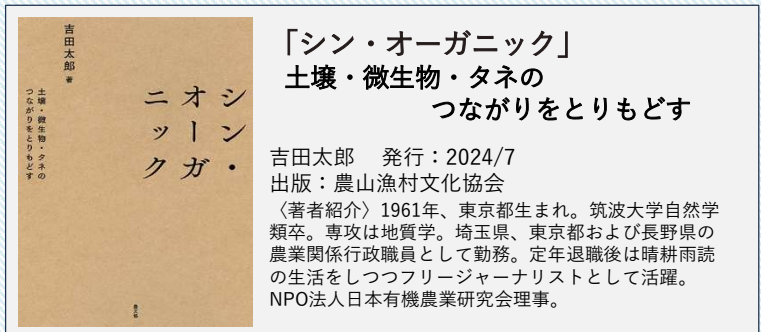 吉田太郎 著
シン・
オーガ
ニック
土壌・微生物・タネの
つながりをとりもどす
農文協
「シン・オーガニック」
土壌・微生物・タネの
つながりをとりもどす
吉田太郎　発行：2024/7
出版：農山漁村文化協会
〈著者紹介〉1961年、東京都生まれ。筑波大学自然学
類卒。専攻は地質学。埼玉県、東京都および長野県の
農業関係行政職員として勤務。定年退職後は晴耕雨読
の生活をしつつフリージャーナリストとして活躍。
NPO法人日本有機農業研究会理事。